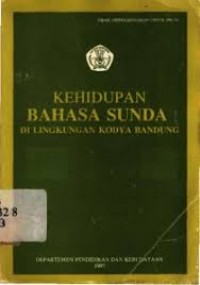 KEHIDUPAN
BAHASA SUNDA
DI LINGKUNGAN KODYA BANDUNG
DEPARTEMEN PENDIDIKAN DAN KEBUDAYAAN